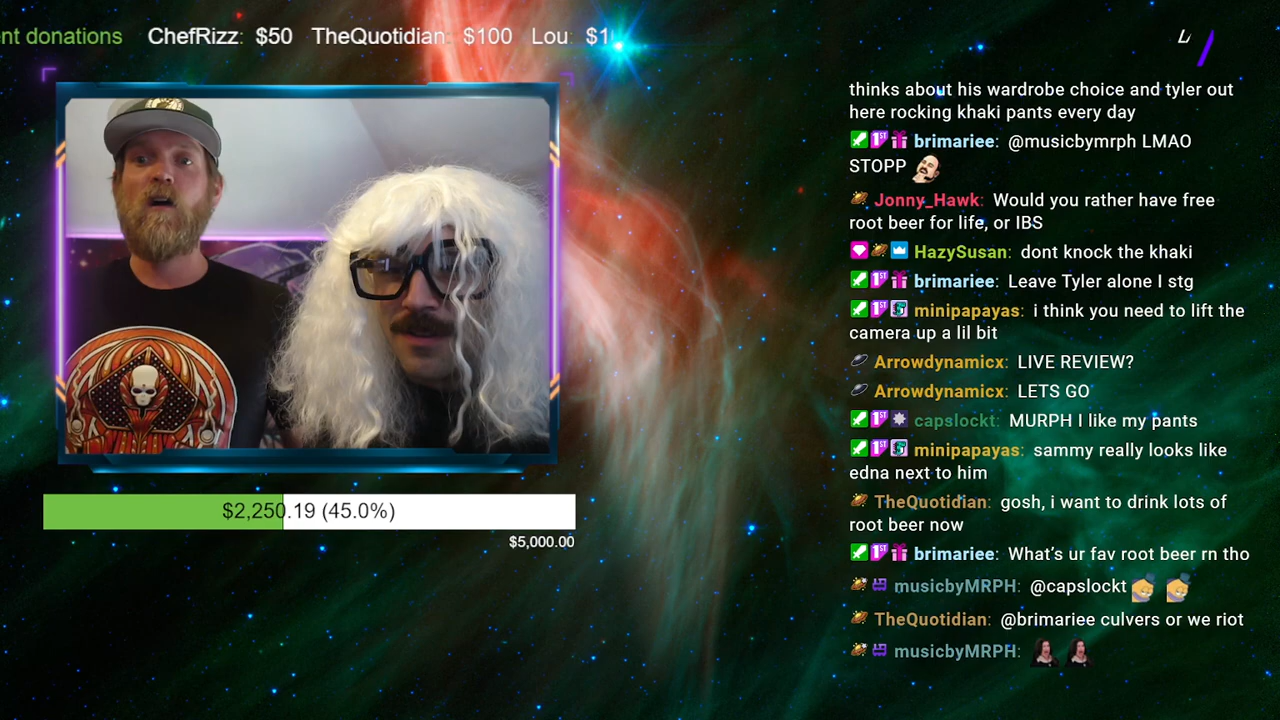 nt donations ChefRizz: $50 TheQuotidian: $100 Lou: $1
L
thinks about his wardrobe choice and tyler out
here rocking khaki pants every day
brimariee: @musicbymrph LMAO
STOPP
Jonny_Hawk: Would you rather have free
root beer for life, or IBS
HazySusan: dont knock the khaki
brimariee: Leave Tyler alone I stg
minipapayas: i think you need to lift the
camera up a lil bit
Arrowdynamicx: LIVE REVIEW?
Arrowdynamicx: LETS GO
capslockt: MURPH I like my pants
minipapayas: sammy really looks like
edna next to him
TheQuotidian: gosh, i want to drink lots of
root beer now
brimariee: What's ur fav root beer rn tho
musicbyMRPH: @capslockt
TheQuotidian: @brimariee culvers or we riot
musicbyMRPH:
$2,250.19 (45.0%)
$5,000.00